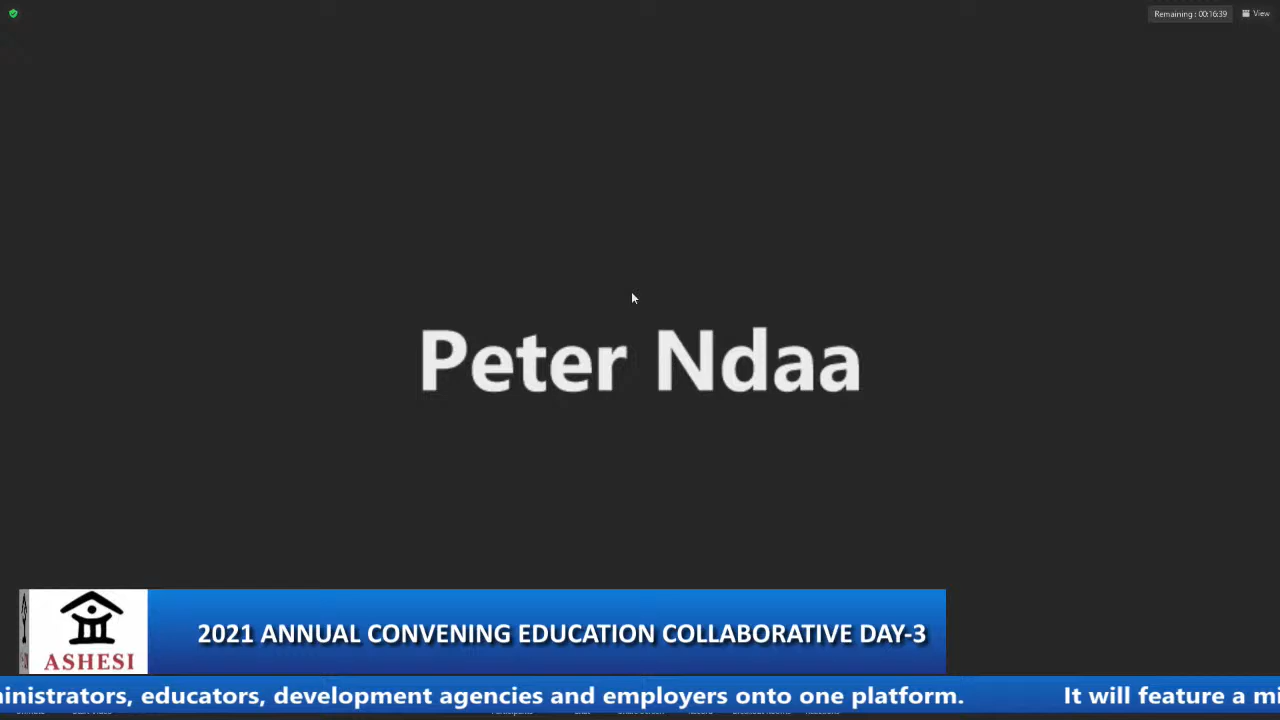 Remaining : 00:16:39 View
Peter Ndaa
2021 ANNUAL CONVENING EDUCATION COLLABORATIVE DAY-3
ASHESI
inistrators, educators, development agencies and employers onto one platform. It will feature a mi